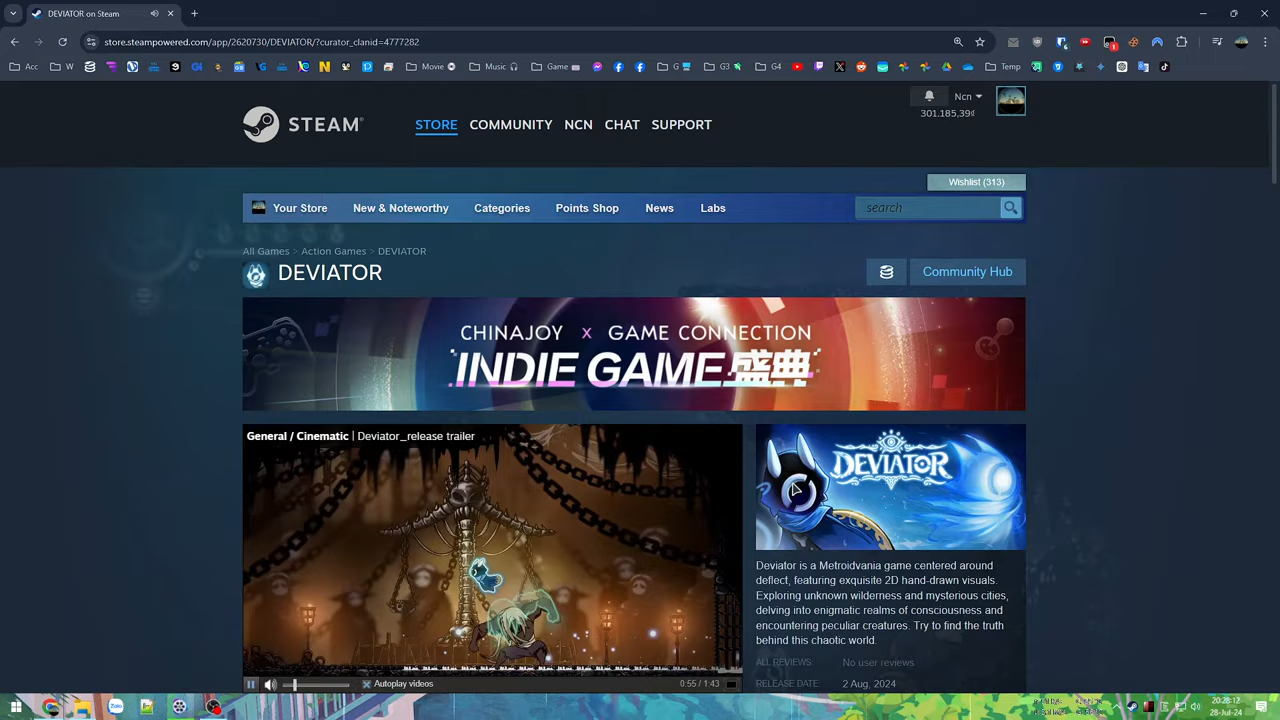 DEVIATOR on Steam
store.steampowered.com/app/2620730/DEVIATOR/?curator_clanid=4777282
Acc W Movie Music Game G G3 G4 Temp
Ncn
301.185,39₫
STEAM®
STORE COMMUNITY NCN CHAT SUPPORT
Wishlist (313)
Your Store New & Noteworthy Categories Points Shop News Labs search
All Games > Action Games > DEVIATOR
DEVIATOR Community Hub
CHINAJOY x GAME CONNECTION
INDIE GAME盛典
General / Cinematic | Deviator_release trailer
DEVIATOR
Deviator is a Metroidvania game centered around
deflect, featuring exquisite 2D hand-drawn visuals.
Exploring unknown wilderness and mysterious cities,
delving into enigmatic realms of consciousness and
encountering peculiar creatures. Try to find the truth
behind this chaotic world.
ALL REVIEWS: No user reviews
RELEASE DATE: 2 Aug, 2024
Autoplay videos 0:55 / 1:43
Zalo
20:26:12
28-Jul-24